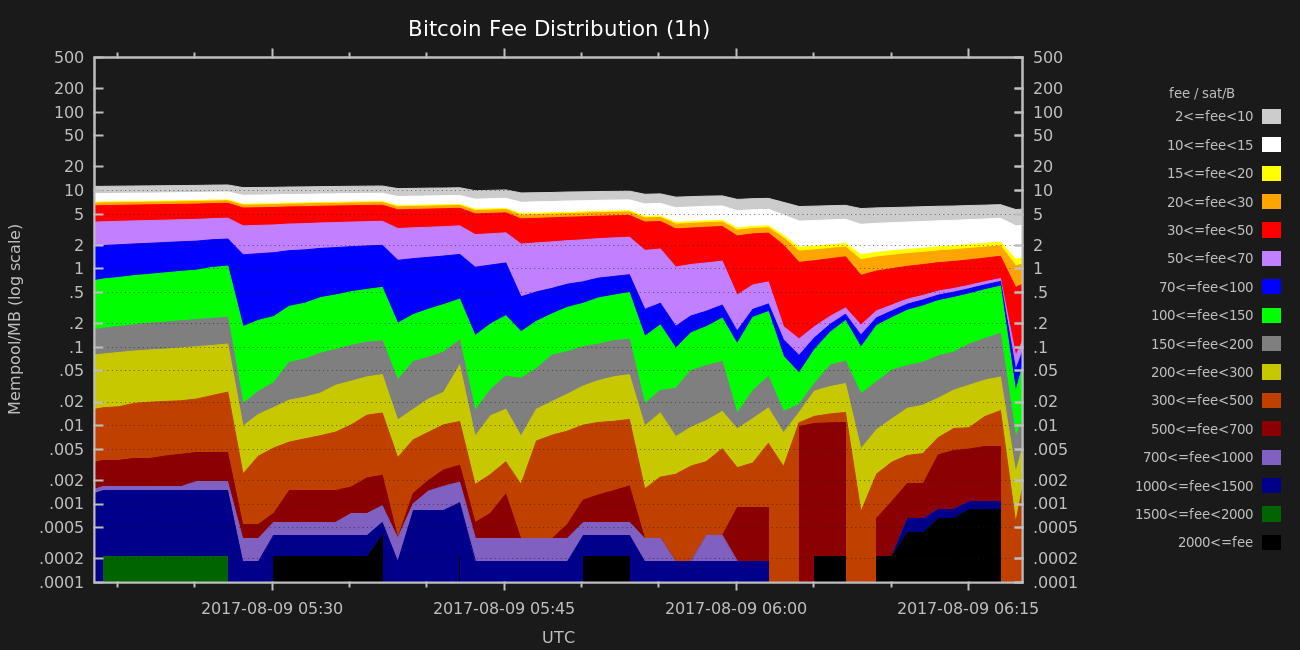 Bitcoin Fee Distribution (1h)
500 500
200 200
100 100
50 50
20 20
10 10
5 5
2 2
1 1
.5 .5
.2 .2
.1 .1
.05 .05
.02 .02
.01 .01
.005 .005
.002 .002
.001 .001
.0005 .0005
.0002 .0002
.0001 .0001
Mempool/MB (log scale)
2017-08-09 05:30 2017-08-09 05:45 2017-08-09 06:00 2017-08-09 06:15
UTC
fee / sat/B
2<=fee<10
10<=fee<15
15<=fee<20
20<=fee<30
30<=fee<50
50<=fee<70
70<=fee<100
100<=fee<150
150<=fee<200
200<=fee<300
300<=fee<500
500<=fee<700
700<=fee<1000
1000<=fee<1500
1500<=fee<2000
2000<=fee